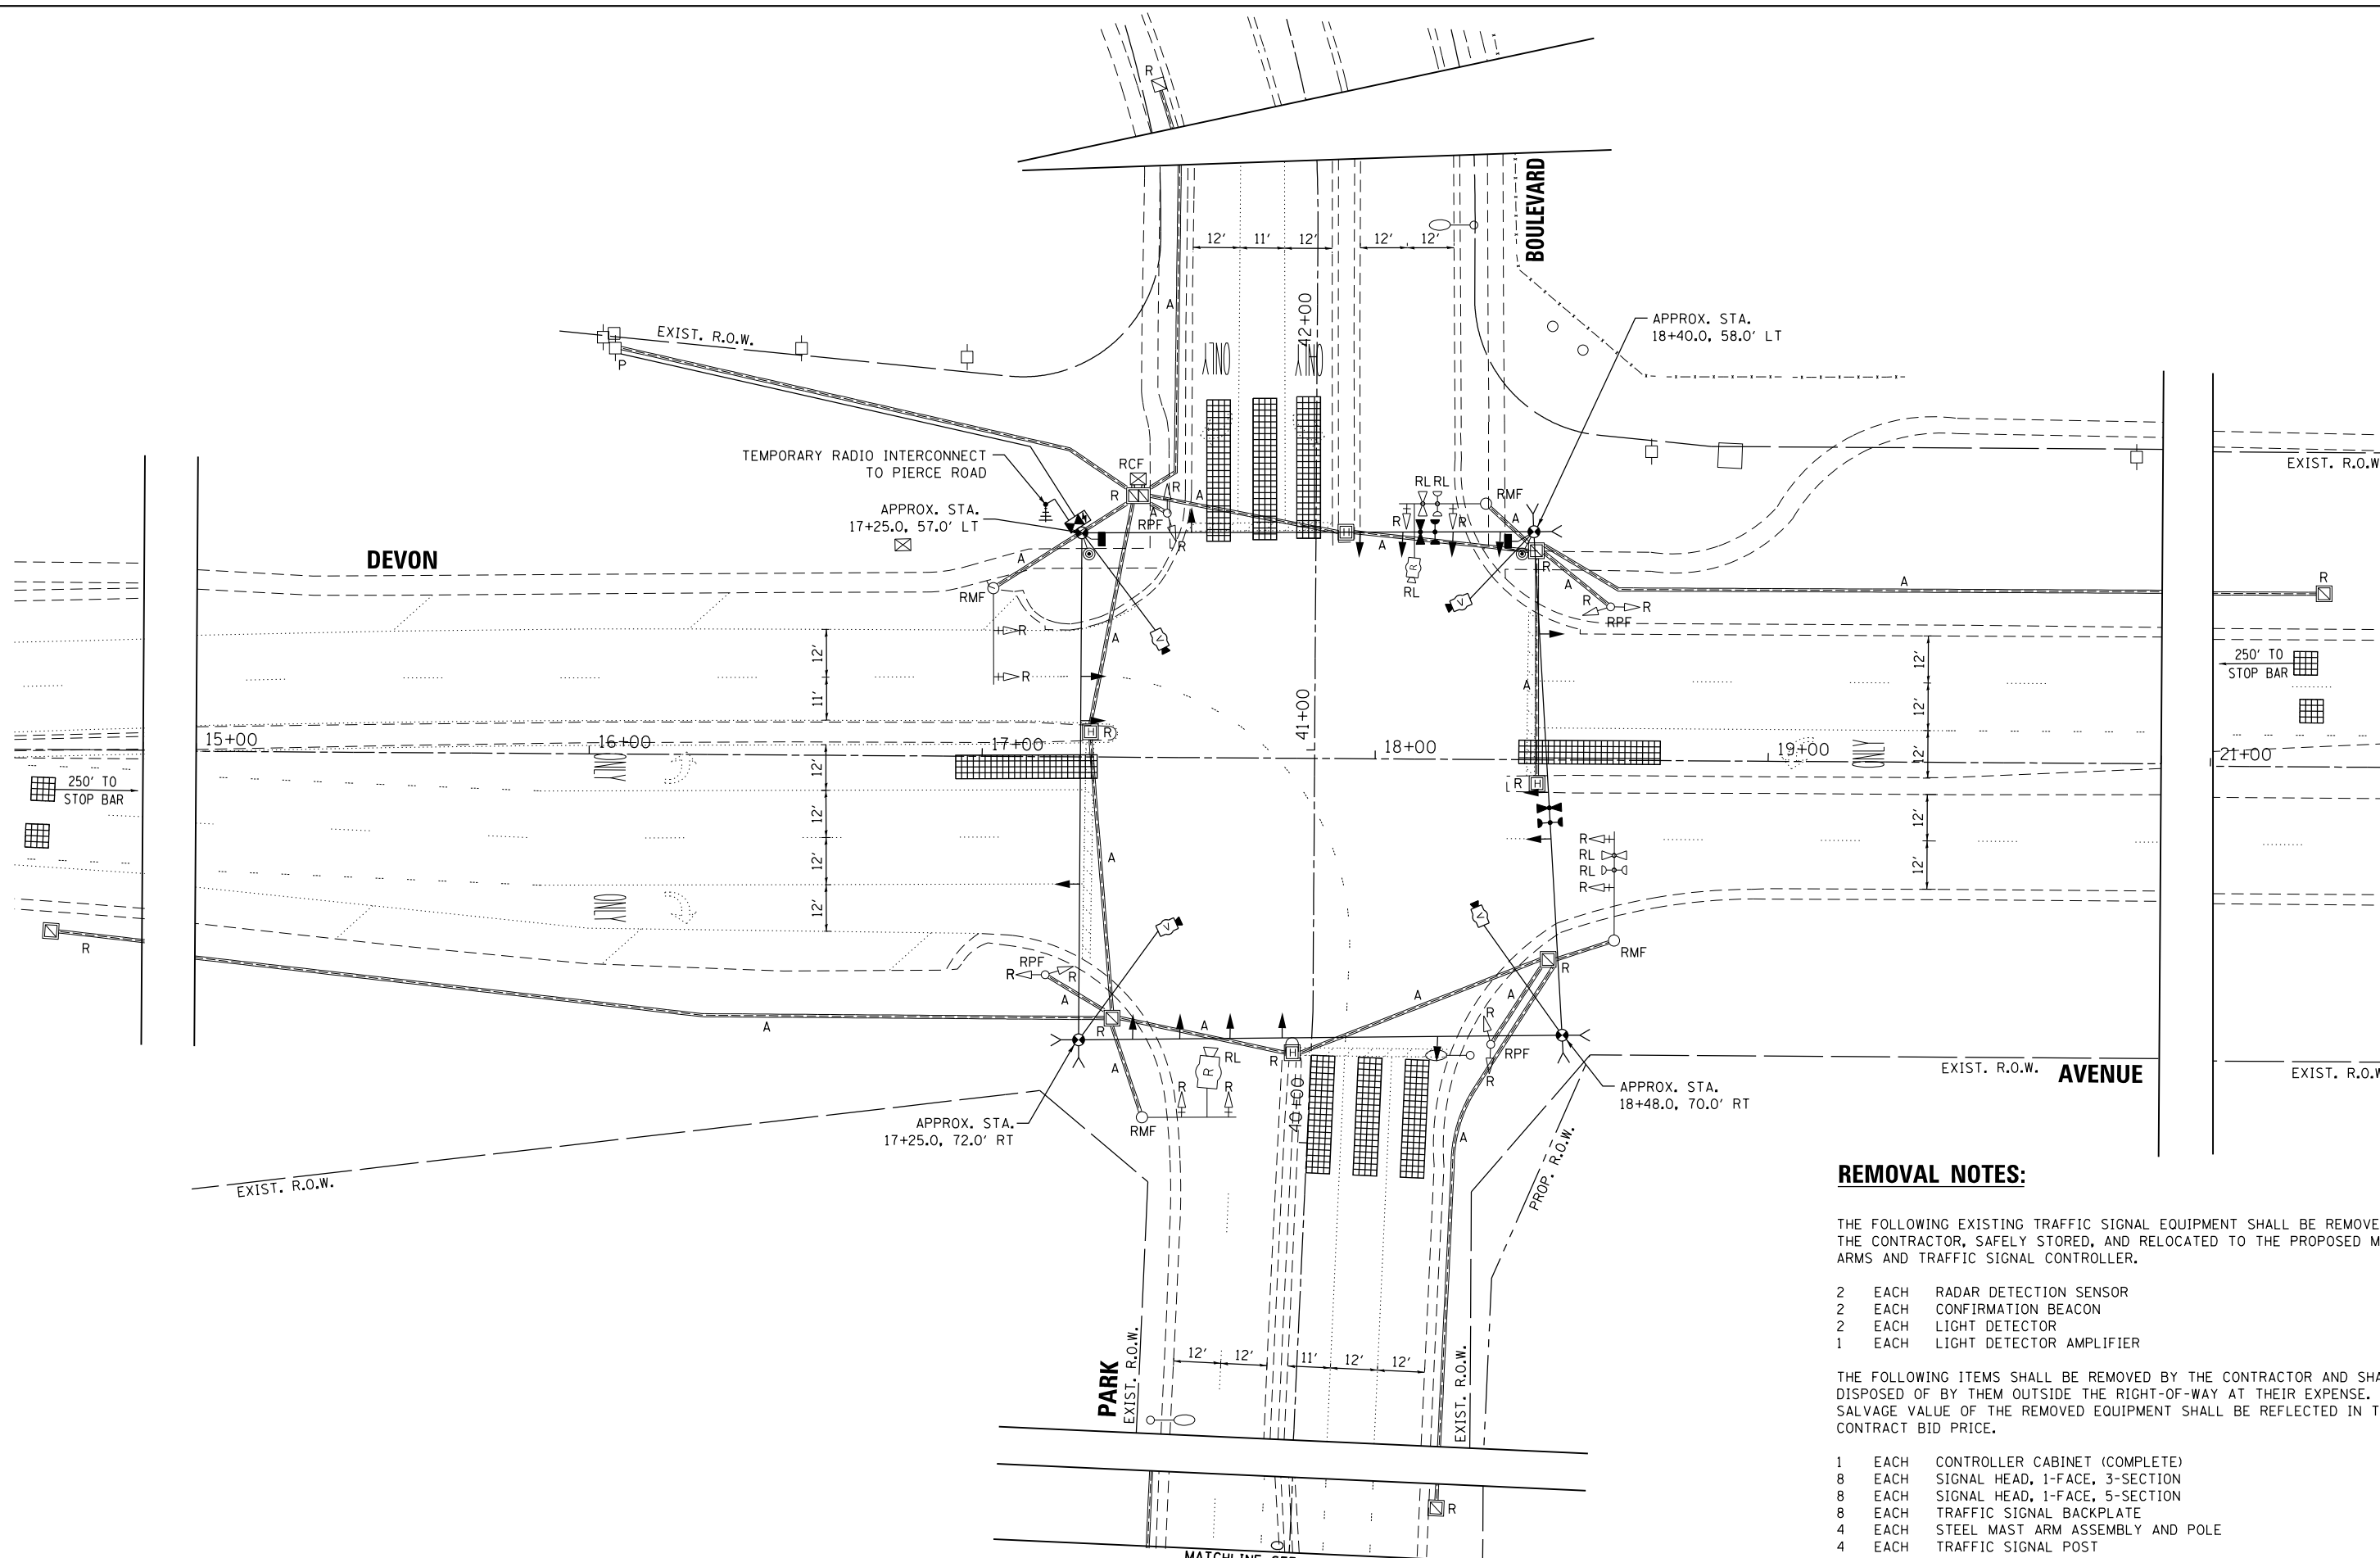 R
BOULEVARD
12' 11' 12' 12' 12'
A
42+00
APPROX. STA.
18+40.0, 58.0' LT
EXIST. R.O.W.
P
ONLY
ONLY
TEMPORARY RADIO INTERCONNECT
TO PIERCE ROAD
RCF
R
R
A
RL RL
RMF
EXIST. R.O.W
APPROX. STA.
17+25.0, 57.0' LT
A
RPF
R
R
R
A
H
A
DEVON
A
RL
R
R
A
A
R
RMF
V
V
R
R
RPF
R
A
R
12'
12'
250' TO
STOP BAR
R
A
11'
41+00
12'
H
R
15+00
16+00
17+00
18+00
19+00
21+00
ONLY
ONLY
12'
12'
R
H
250' TO
STOP BAR
12'
12'
R
RL
RL
R
12'
A
12'
ONLY
12'
V
V
R
RMF
RPF
R
R
R
A
A
A
R
A
R
A
R
H
RL
R
R
RPF
R
R
R
A
EXIST. R.O.W.
AVENUE
EXIST. R.O.W
APPROX. STA.
18+48.0, 70.0' RT
APPROX. STA.
17+25.0, 72.0' RT
RMF
40+00
A
PROP. R.O.W.
EXIST. R.O.W.
REMOVAL NOTES:
THE FOLLOWING EXISTING TRAFFIC SIGNAL EQUIPMENT SHALL BE REMOVE
THE CONTRACTOR, SAFELY STORED, AND RELOCATED TO THE PROPOSED M
ARMS AND TRAFFIC SIGNAL CONTROLLER.
2 EACH RADAR DETECTION SENSOR
2 EACH CONFIRMATION BEACON
2 EACH LIGHT DETECTOR
1 EACH LIGHT DETECTOR AMPLIFIER
THE FOLLOWING ITEMS SHALL BE REMOVED BY THE CONTRACTOR AND SHA
DISPOSED OF BY THEM OUTSIDE THE RIGHT-OF-WAY AT THEIR EXPENSE.
SALVAGE VALUE OF THE REMOVED EQUIPMENT SHALL BE REFLECTED IN T
CONTRACT BID PRICE.
1 EACH CONTROLLER CABINET (COMPLETE)
8 EACH SIGNAL HEAD, 1-FACE, 3-SECTION
8 EACH SIGNAL HEAD, 1-FACE, 5-SECTION
8 EACH TRAFFIC SIGNAL BACKPLATE
4 EACH STEEL MAST ARM ASSEMBLY AND POLE
4 EACH TRAFFIC SIGNAL POST
PARK
EXIST. R.O.W.
12' 12' 11' 12' 12'
EXIST. R.O.W.
R